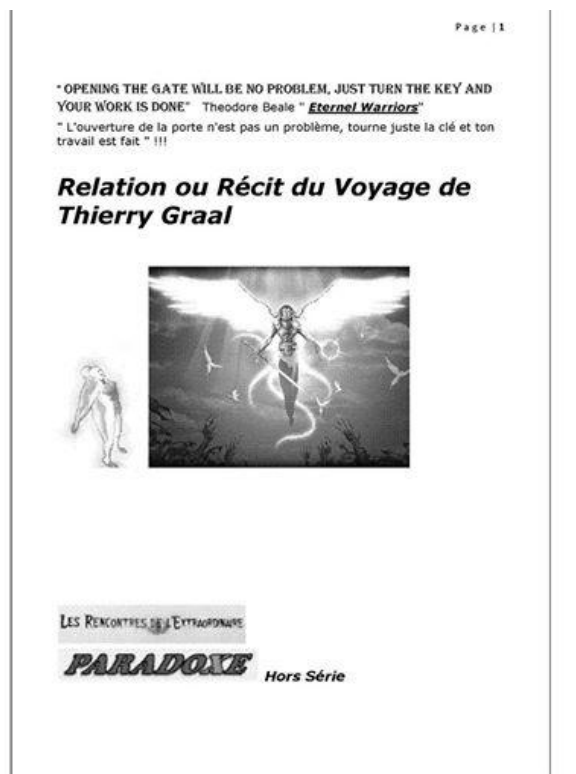 Page | 1
" OPENING THE GATE WILL BE NO PROBLEM, JUST TURN THE KEY AND
YOUR WORK IS DONE" Theodore Beale " Eternel Warriors"
" L'ouverture de la porte n'est pas un problème, tourne juste la clé et ton
travail est fait " !!!
Relation ou Récit du Voyage de
Thierry Graal
LES RENCONTRES DE L'EXTRAORDINAIRE
PARADOXE Hors Série